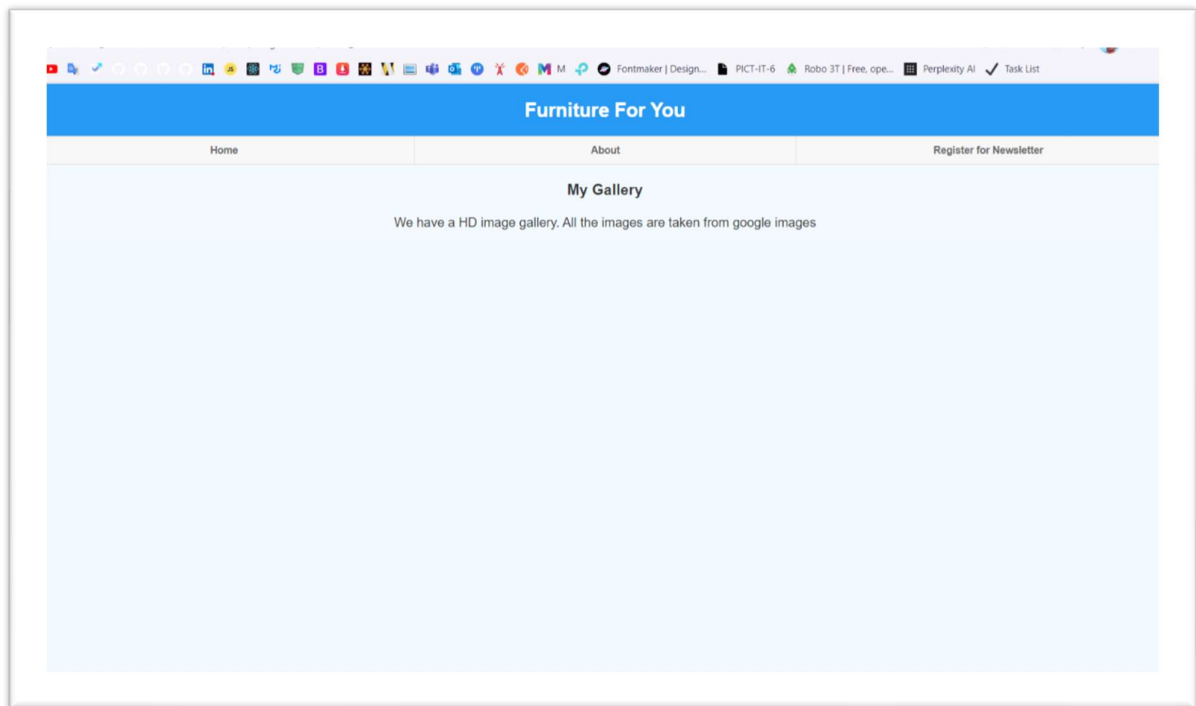 M Fontmaker | Design... PICT-IT-6 Robo 3T | Free, ope... Perplexity AI Task List
Furniture For You
Home About Register for Newsletter
My Gallery
We have a HD image gallery. All the images are taken from google images